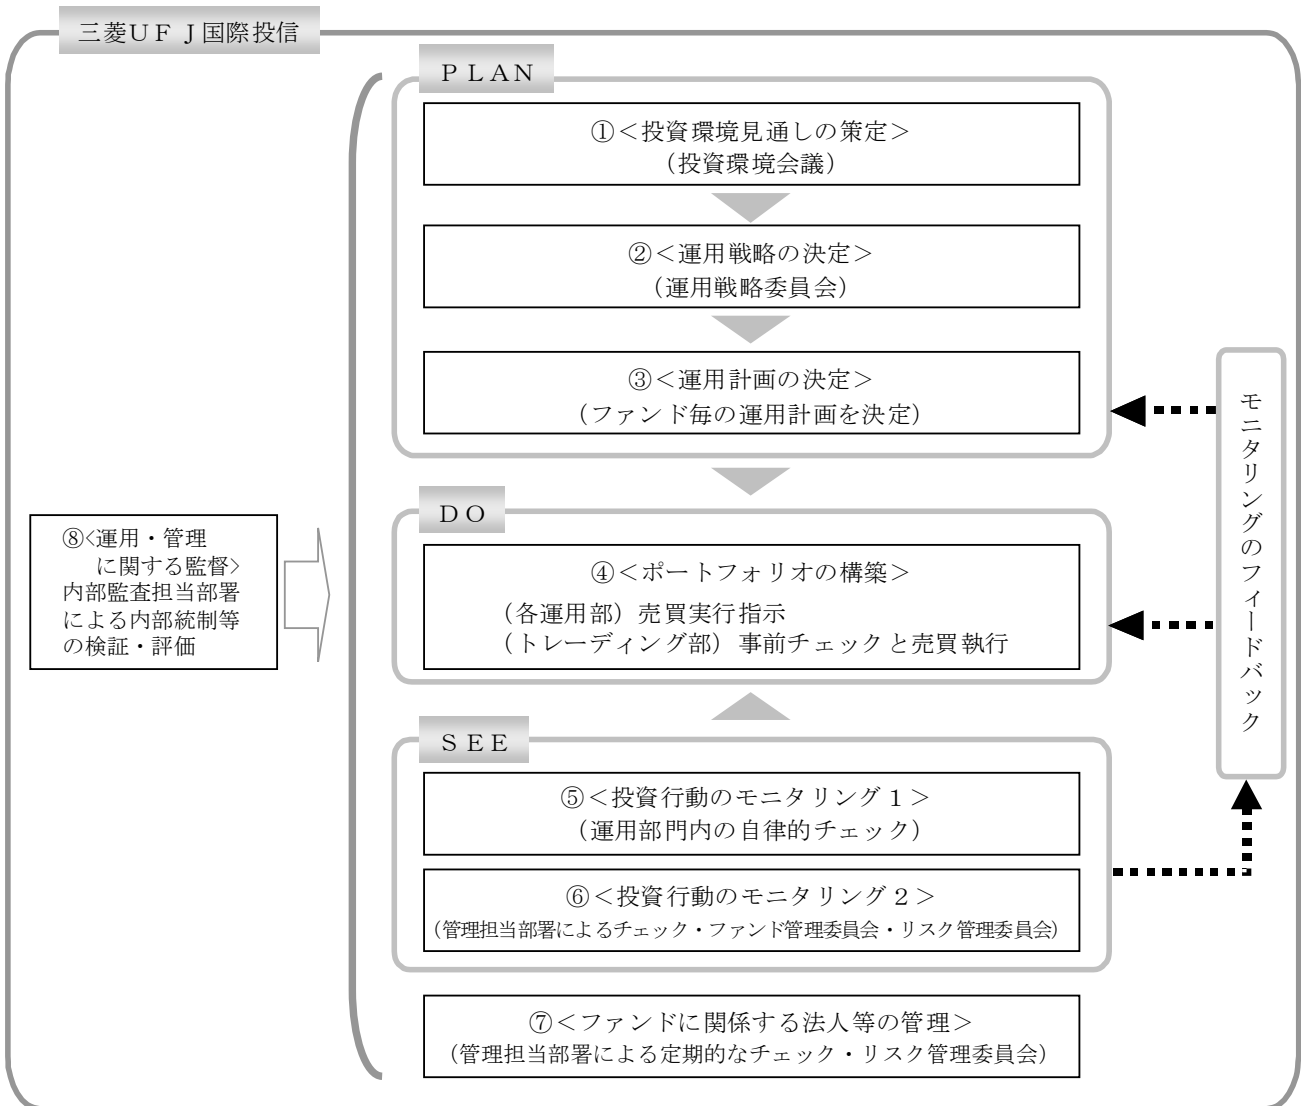 三菱ＵＦＪ国際投信
ＰＬＡＮ
①＜投資環境見通しの策定＞
（投資環境会議）
②＜運用戦略の決定＞
（運用戦略委員会）
③＜運用計画の決定＞
（ファンド毎の運用計画を決定）
ＤＯ
④＜ポートフォリオの構築＞
（各運用部）売買実行指示
（トレーディング部）事前チェックと売買執行
ＳＥＥ
⑤＜投資行動のモニタリング１＞
（運用部門内の自律的チェック）
⑥＜投資行動のモニタリング２＞
（管理担当部署によるチェック・ファンド管理委員会・リスク管理委員会）
⑦＜ファンドに関係する法人等の管理＞
（管理担当部署による定期的なチェック・リスク管理委員会）
⑧<運用・管理
に関する監督>
内部監査担当部署
による内部統制等
の検証・評価
モニタリングのフィードバック